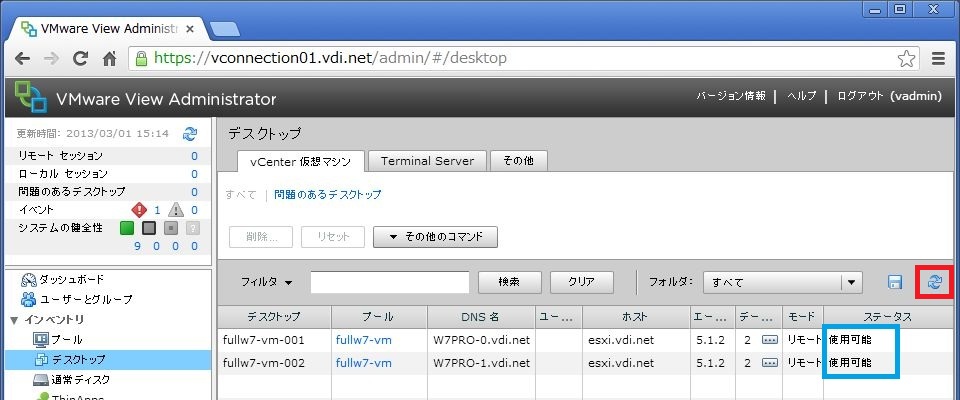 VMware View Administr
https://vconnection01.vdi.net/admin/#/desktop
VMware View Administrator
バージョン情報 | ヘルプ | ログアウト (vadmin)
更新時間: 2013/03/01 15:14
リモート セッション 0
ローカル セッション 0
問題のあるデスクトップ 0
イベント 1 0
システムの健全性 ?
9 0 0 0
ダッシュボード
ユーザーとグループ
インベントリ
プール
デスクトップ
通常ディスク
ThinApps
デスクトップ
vCenter 仮想マシン Terminal Server その他
すべて | 問題のあるデスクトップ
削除... リセット その他のコマンド
フィルタ 検索 クリア フォルダ: すべて
デスクトップ プール DNS 名 ユー... ホスト エー... デー... モード ステータス
fullw7-vm-001 fullw7-vm W7PRO-0.vdi.net esxi.vdi.net 5.1.2 2 ... リモート 使用可能
fullw7-vm-002 fullw7-vm W7PRO-1.vdi.net esxi.vdi.net 5.1.2 2 ... リモート 使用可能